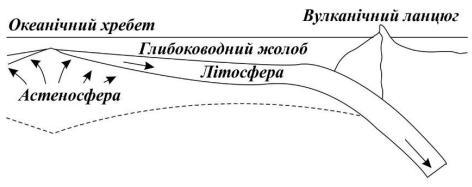 Океанічний хребет
Вулканічний ланцюг
Глибоководний жолоб
Літосфера
Астеносфера